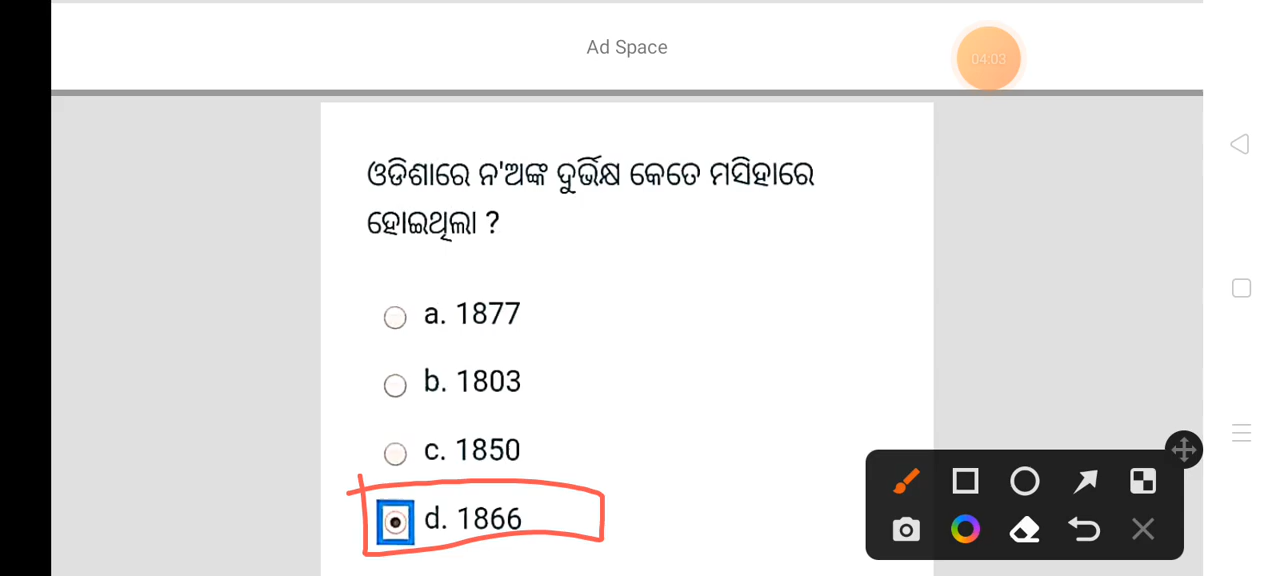 Ad Space
04:03
ଓଡିଶାରେ ନ'ଅଙ୍କ ଦୁର୍ଭିକ୍ଷ କେତେ ମସିହାରେ
ହୋଇଥିଲା ?
a. 1877
b. 1803
c. 1850
d. 1866